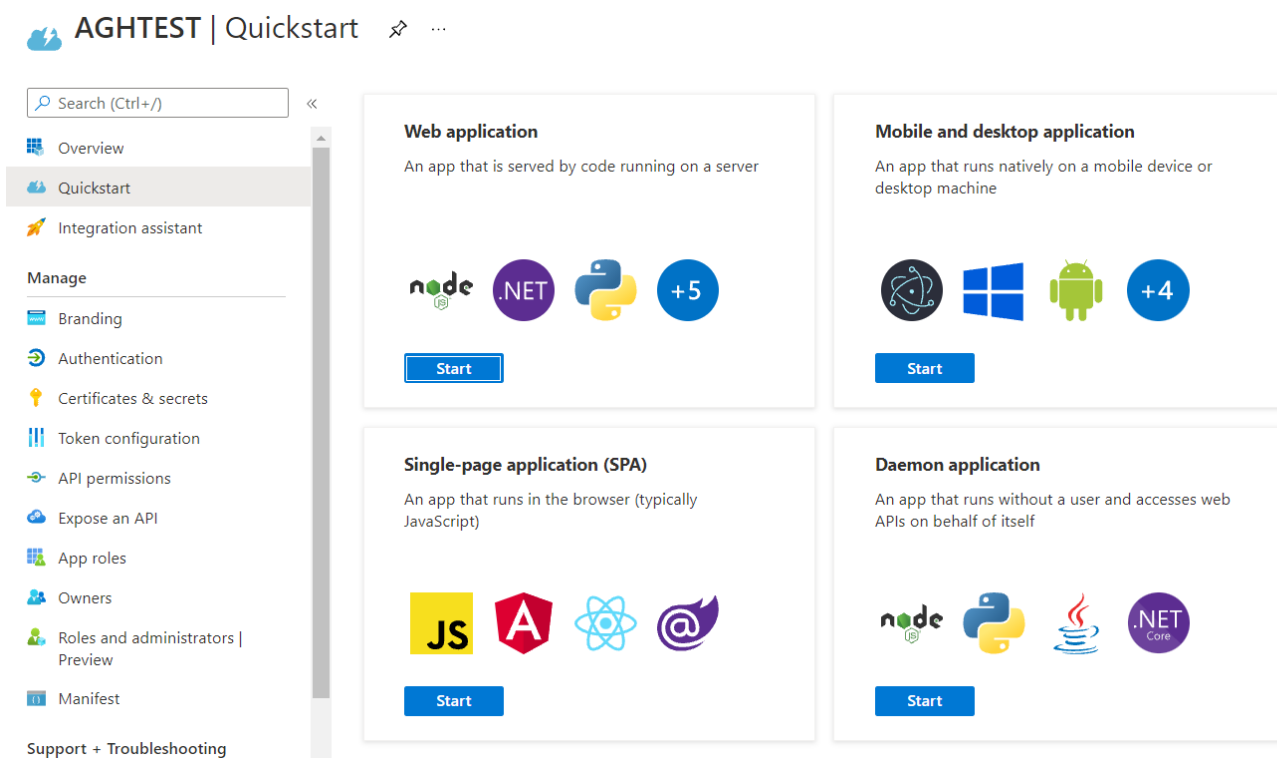 AGHTEST | Quickstart
...
Search (Ctrl+/)
«
Overview
Quickstart
Integration assistant
Manage
Branding
Authentication
Certificates & secrets
Token configuration
API permissions
Expose an API
App roles
Owners
Roles and administrators |
Preview
Manifest
Support + Troubleshooting
Web application
An app that is served by code running on a server
node
JS
.NET
+5
Start
Mobile and desktop application
An app that runs natively on a mobile device or
desktop machine
+4
Start
Single-page application (SPA)
An app that runs in the browser (typically
JavaScript)
JS
A
@
Start
Daemon application
An app that runs without a user and accesses web
APIs on behalf of itself
node
JS
.NET
Core
Start